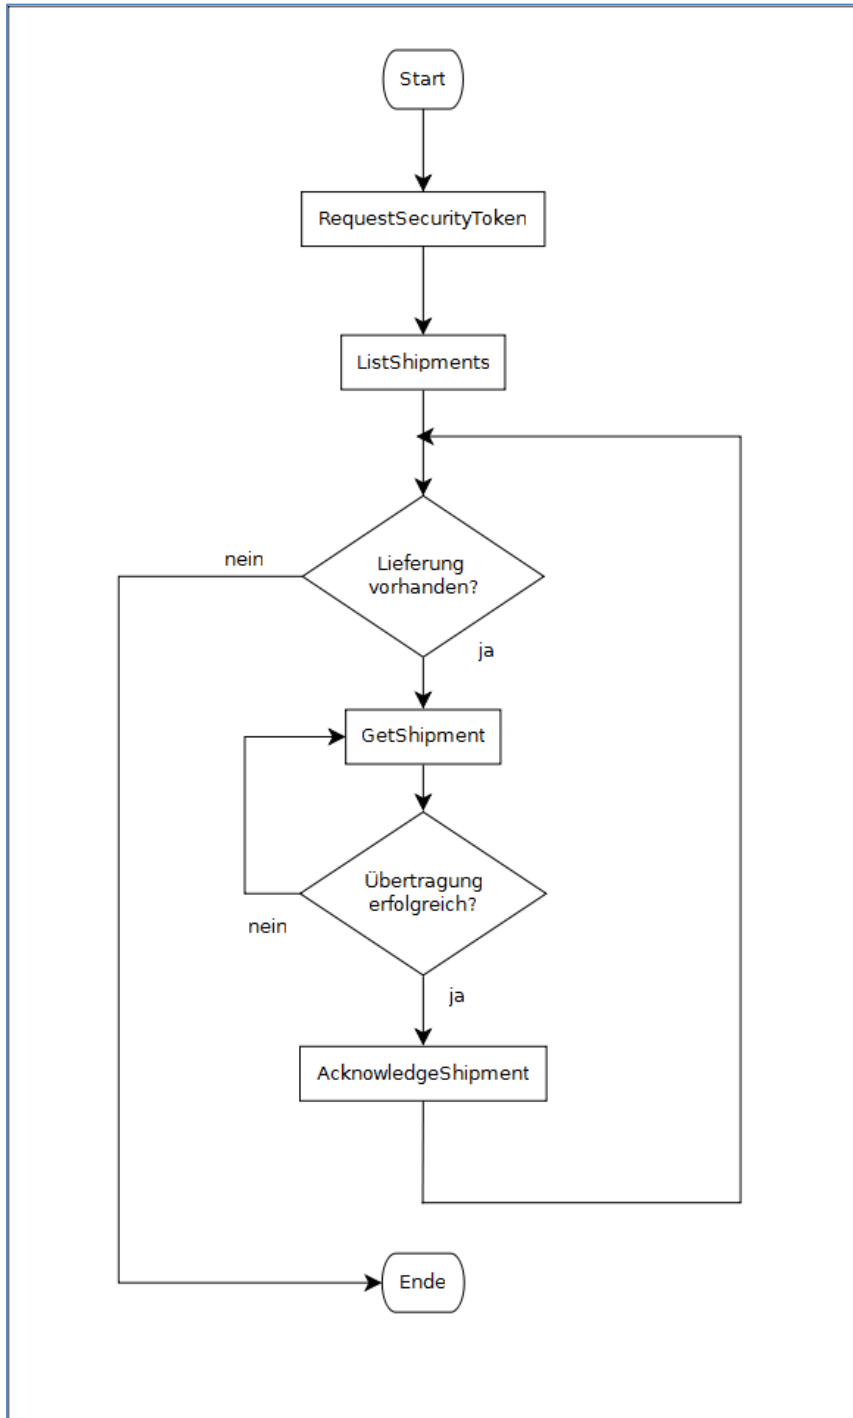 Start
RequestSecurityToken
ListShipments
nein
Lieferung
vorhanden?
ja
GetShipment
Übertragung
erfolgreich?
nein
ja
AcknowledgeShipment
Ende